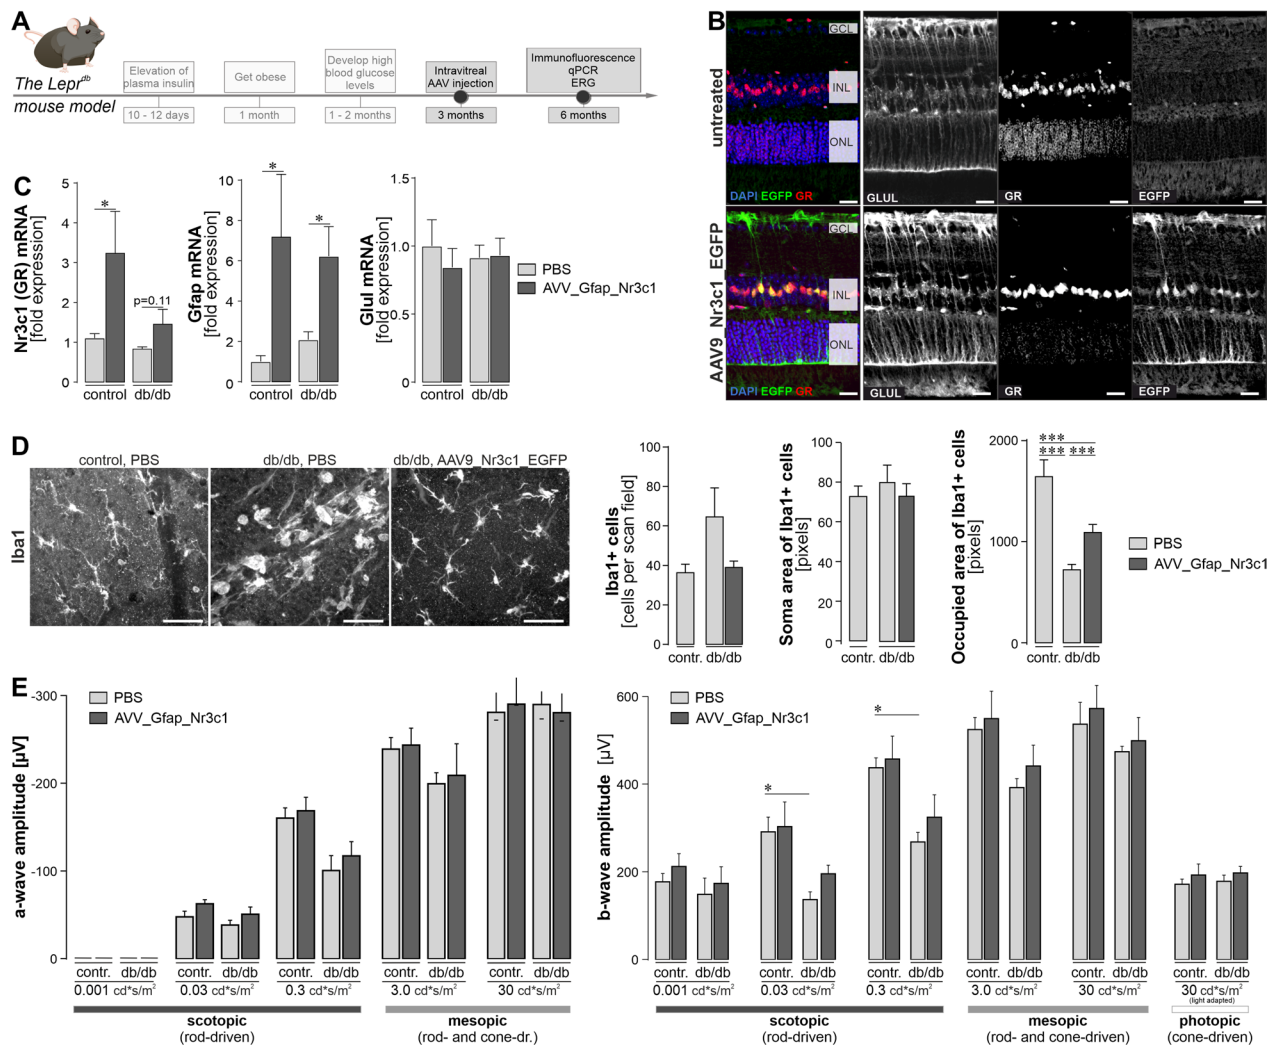 A
The Lepr^db
mouse model
Elevation of
plasma insulin
10 - 12 days
Get obese
1 month
Develop high
blood glucose
levels
1 - 2 months
Intravitreal
AAV injection
3 months
Immunofluorescence
qPCR
ERG
6 months
B
untreated
GCL
INL
ONL
DAPI EGFP GR
GLUL
GR
EGFP
AAV9_Nr3c1_EGFP
GCL
INL
ONL
DAPI EGFP GR
GLUL
GR
EGFP
C
Nr3c1 (GR) mRNA
[fold expression]
5
4
3
2
1
0
*
p=0.11
control
db/db
Gfap mRNA
[fold expression]
10
8
6
4
2
0
*
*
control
db/db
Glul mRNA
[fold expression]
1.5
1.0
0.5
0
control
db/db
PBS
AVV_Gfap_Nr3c1
D
control, PBS
db/db, PBS
db/db, AAV9_Nr3c1_EGFP
Iba1
Iba1+ cells
[cells per scan field]
100
80
60
40
20
0
contr. db/db
Soma area of Iba1+ cells
[pixels]
100
80
60
40
20
0
contr. db/db
Occupied area of Iba1+ cells
[pixels]
2000
1000
0
***
*** ***
contr. db/db
PBS
AVV_Gfap_Nr3c1
E
a-wave amplitude [µV]
-300
-200
-100
0
PBS
AVV_Gfap_Nr3c1
contr. db/db contr. db/db contr. db/db contr. db/db contr. db/db
0.001 cd*s/m² 0.03 cd*s/m² 0.3 cd*s/m² 3.0 cd*s/m² 30 cd*s/m²
scotopic
(rod-driven)
mesopic
(rod- and cone-dr.)
b-wave amplitude [µV]
600
400
200
0
PBS
AVV_Gfap_Nr3c1
*
*
contr. db/db contr. db/db contr. db/db contr. db/db contr. db/db contr. db/db
0.001 cd*s/m² 0.03 cd*s/m² 0.3 cd*s/m² 3.0 cd*s/m² 30 cd*s/m² 30 cd*s/m²
(light adapted)
scotopic
(rod-driven)
mesopic
(rod- and cone-driven)
photopic
(cone-driven)